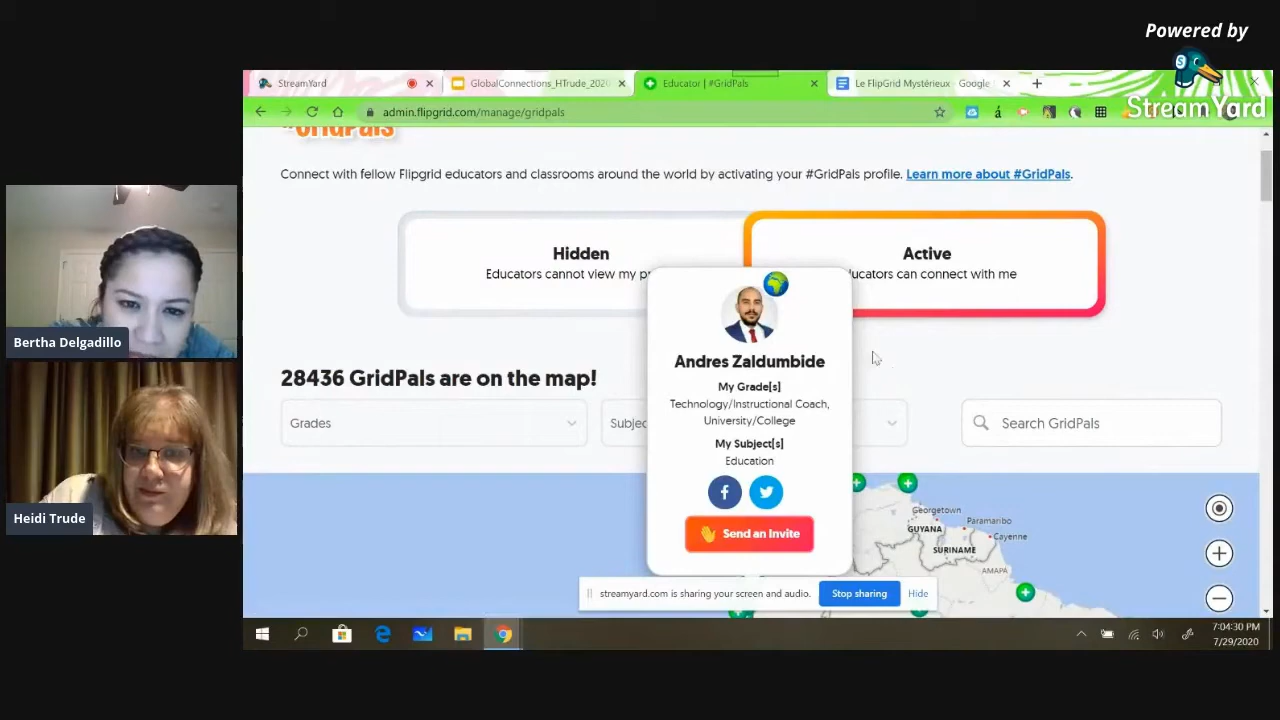 Powered by
StreamYard
StreamYard
GlobalConnections_HTrude_2020
Educator | #GridPals
Le FlipGrid Mystérieux - Google
admin.flipgrid.com/manage/gridpals
#GridPals
Connect with fellow Flipgrid educators and classrooms around the world by activating your #GridPals profile. Learn more about #GridPals.
Hidden
Educators cannot view my
Active
ducators can connect with me
Andres Zaldumbide
My Grade[s]
Technology/Instructional Coach,
University/College
My Subject[s]
Education
f
Send an Invite
28436 GridPals are on the map!
Grades
Subjec
Search GridPals
Georgetown
Paramaribo
GUYANA
Cayenne
SURINAME
AMAPÁ
streamyard.com is sharing your screen and audio.
Stop sharing
Hide
Bertha Delgadillo
Heidi Trude
7:04:30 PM
7/29/2020